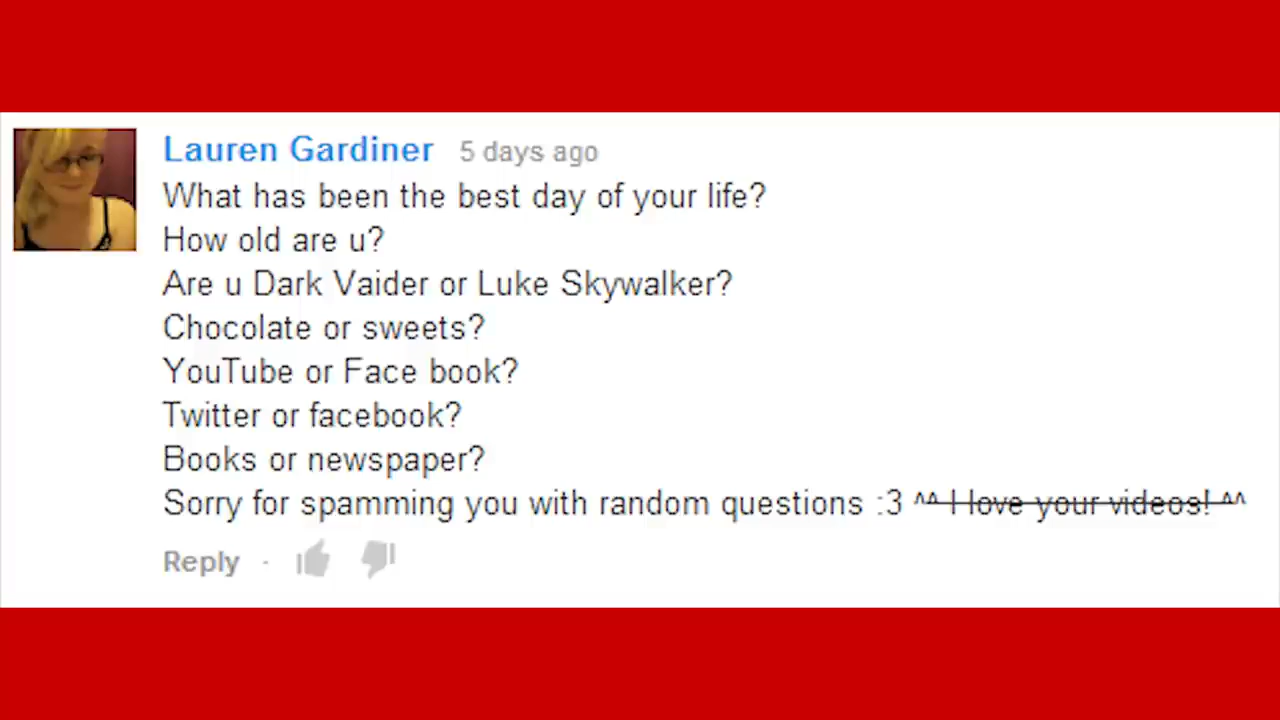 Lauren Gardiner 5 days ago
What has been the best day of your life?
How old are u?
Are u Dark Vaider or Luke Skywalker?
Chocolate or sweets?
YouTube or Face book?
Twitter or facebook?
Books or newspaper?
Sorry for spamming you with random questions :3 ^^ I love your videos! ^^
Reply ·